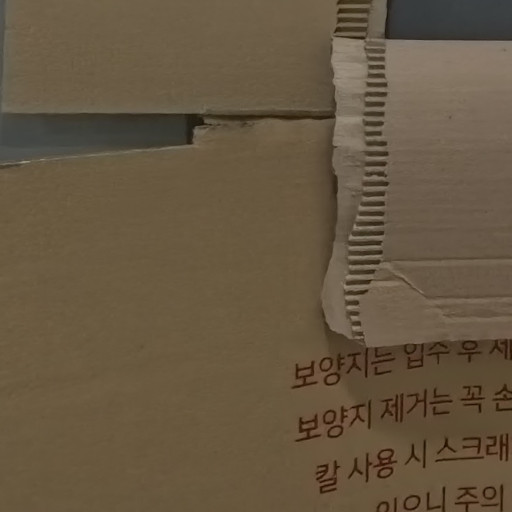 보양지는 입수 후 제
보양지 제거는 꼭 손
칼 사용 시 스크래
있으니 주의